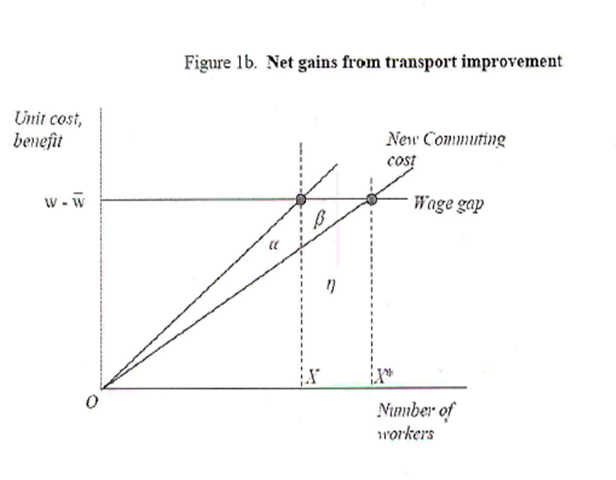 Figure 1b. Net gains from transport improvement
Unit cost,
benefit
New Commuting
cost
w - w̄
Wage gap
β
α
η
X
X*
O
Number of
workers